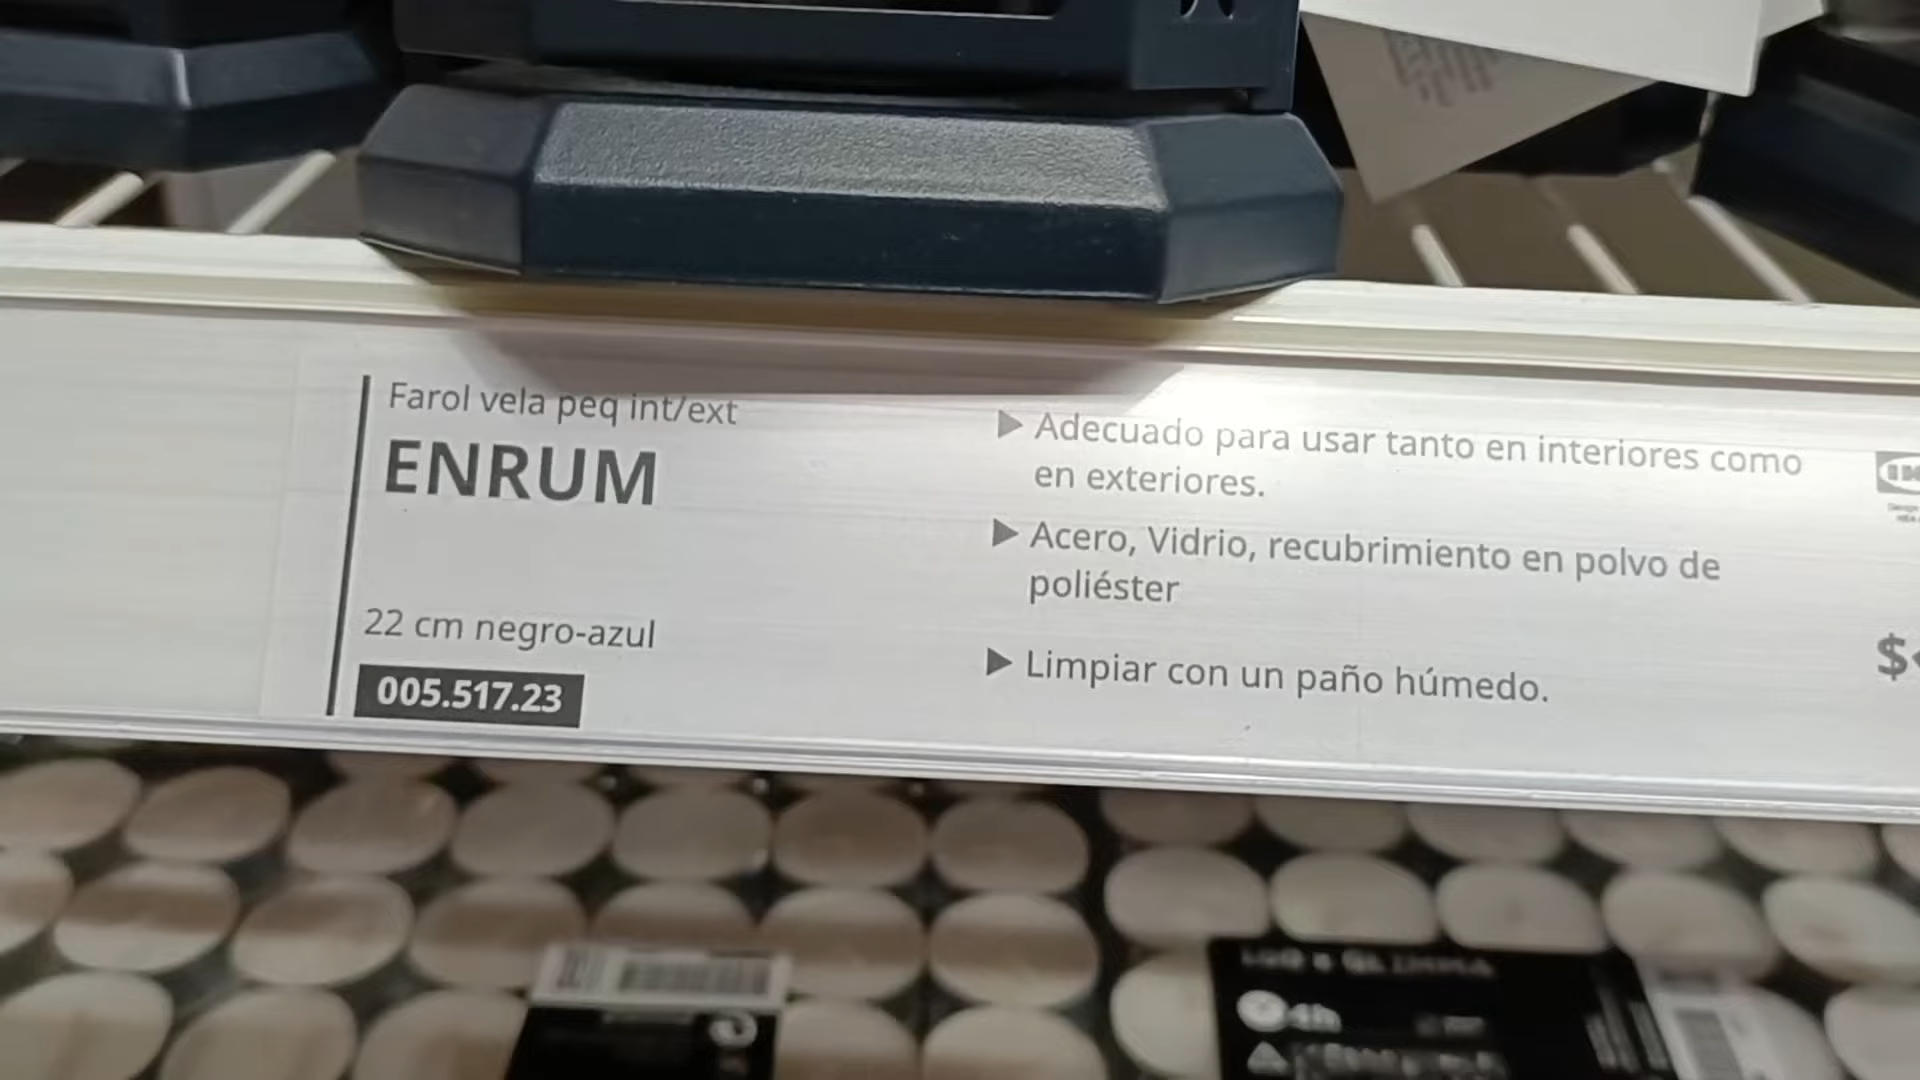 Farol vela peq int/ext
ENRUM
22 cm negro-azul
005.517.23
Adecuado para usar tanto en interiores como
en exteriores.
Acero, Vidrio, recubrimiento en polvo de
poliéster
Limpiar con un paño húmedo.
$
4h